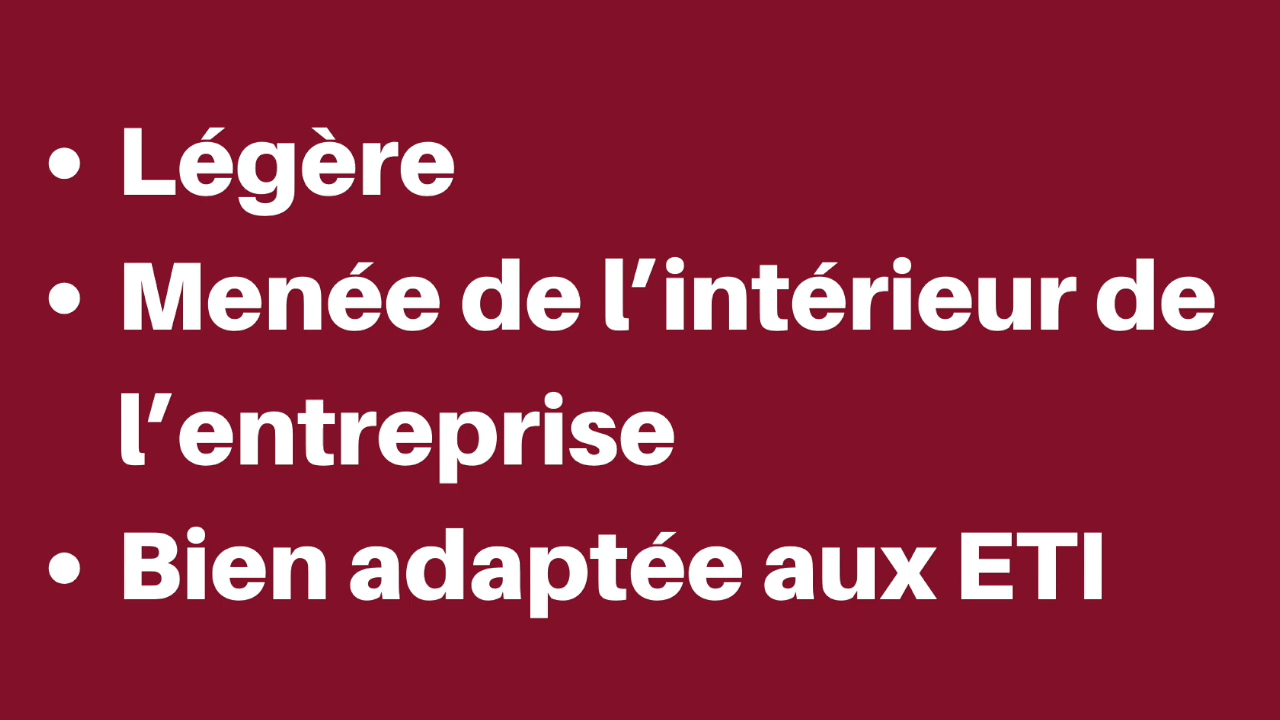 • Légère
• Menée de l’intérieur de
l’entreprise
• Bien adaptée aux ETI